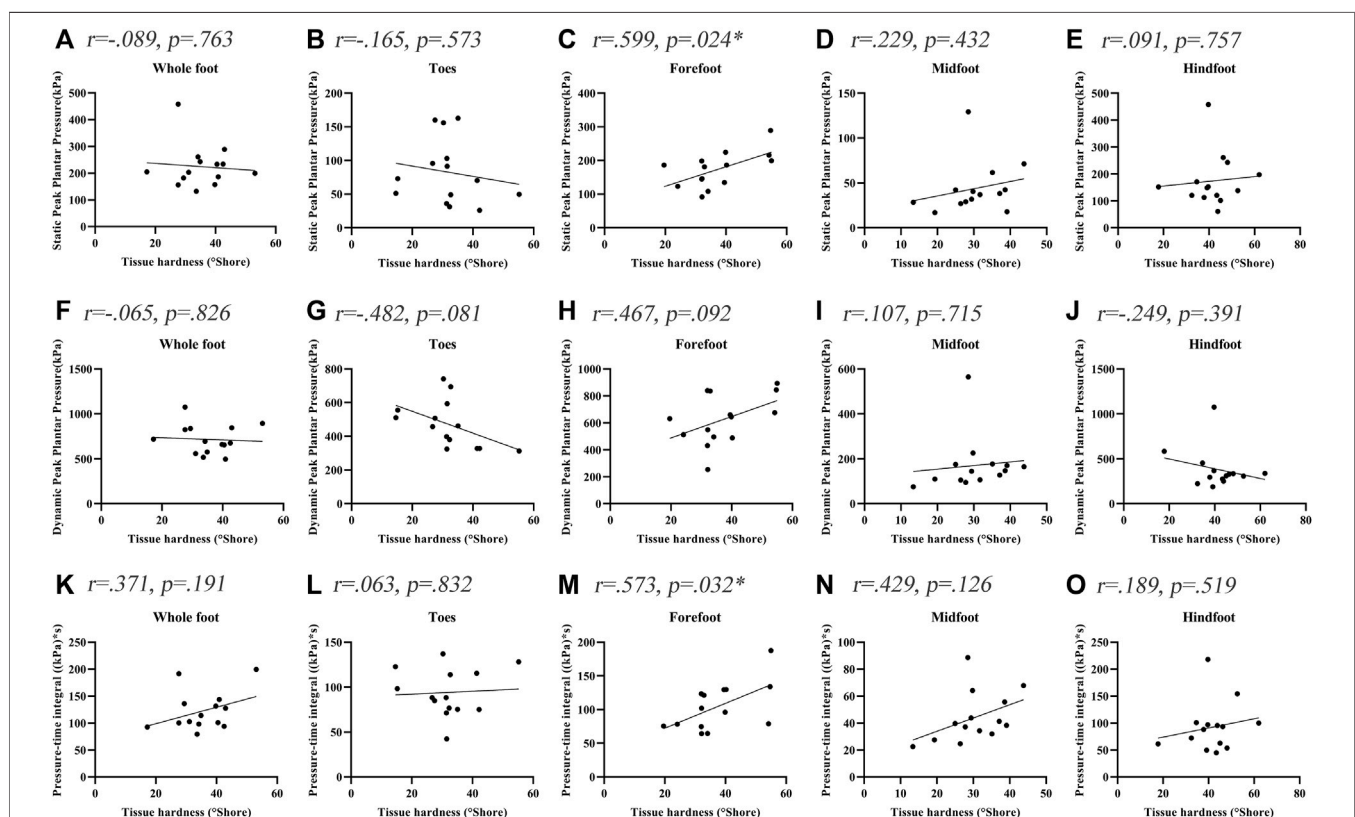 A r=-.089, p=.763 B r=-.165, p=.573 C r=.599, p=.024* D r=.229, p=.432 E r=.091, p=.757
Whole foot Toes Forefoot Midfoot Hindfoot
Static Peak Plantar Pressure(kPa) 500 400 300 200 100 0
0 20 40 60
Tissue hardness (°Shore)
Static Peak Plantar Pressure(kPa) 200 150 100 50 0
0 20 40 60
Tissue hardness (°Shore)
Static Peak Plantar Pressure(kPa) 400 300 200 100 0
0 20 40 60
Tissue hardness (°Shore)
Static Peak Plantar Pressure(kPa) 150 100 50 0
0 10 20 30 40 50
Tissue hardness (°Shore)
Static Peak Plantar Pressure(kPa) 500 400 300 200 100 0
0 20 40 60 80
Tissue hardness (°Shore)
F r=-.065, p=.826 G r=-.482, p=.081 H r=.467, p=.092 I r=.107, p=.715 J r=-.249, p=.391
Whole foot Toes Forefoot Midfoot Hindfoot
Dynamic Peak Plantar Pressure(kPa) 1500 1000 500 0
0 20 40 60
Tissue hardness (°Shore)
Dynamic Peak Plantar Pressure(kPa) 800 600 400 200 0
0 20 40 60
Tissue hardness (°Shore)
Dynamic Peak Plantar Pressure(kPa) 1000 800 600 400 200 0
0 20 40 60
Tissue hardness (°Shore)
Dynamic Peak Plantar Pressure(kPa) 600 400 200 0
0 10 20 30 40 50
Tissue hardness (°Shore)
Dynamic Peak Plantar Pressure(kPa) 1500 1000 500 0
0 20 40 60 80
Tissue hardness (°Shore)
K r=.371, p=.191 L r=.063, p=.832 M r=.573, p=.032* N r=.429, p=.126 O r=.189, p=.519
Whole foot Toes Forefoot Midfoot Hindfoot
Pressure-time integral ((kPa)*s) 250 200 150 100 50 0
0 20 40 60
Tissue hardness (°Shore)
Pressure-time integral ((kPa)*s) 150 100 50 0
0 20 40 60
Tissue hardness (°Shore)
Pressure-time integral ((kPa)*s) 200 150 100 50 0
0 20 40 60
Tissue hardness (°Shore)
Pressure-time integral ((kPa)*s) 100 80 60 40 20 0
0 10 20 30 40 50
Tissue hardness (°Shore)
Pressure-time integral ((kPa)*s) 250 200 150 100 50 0
0 20 40 60 80
Tissue hardness (°Shore)